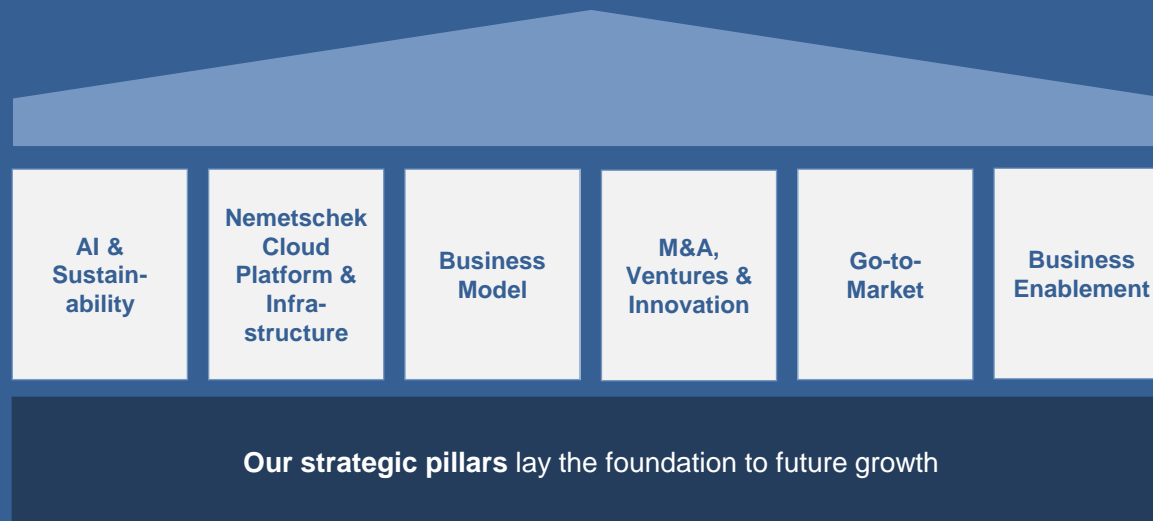 AI &
Sustain-
ability
Nemetschek
Cloud
Platform &
Infra-
structure
Business
Model
M&A,
Ventures &
Innovation
Go-to-
Market
Business
Enablement
Our strategic pillars lay the foundation to future growth